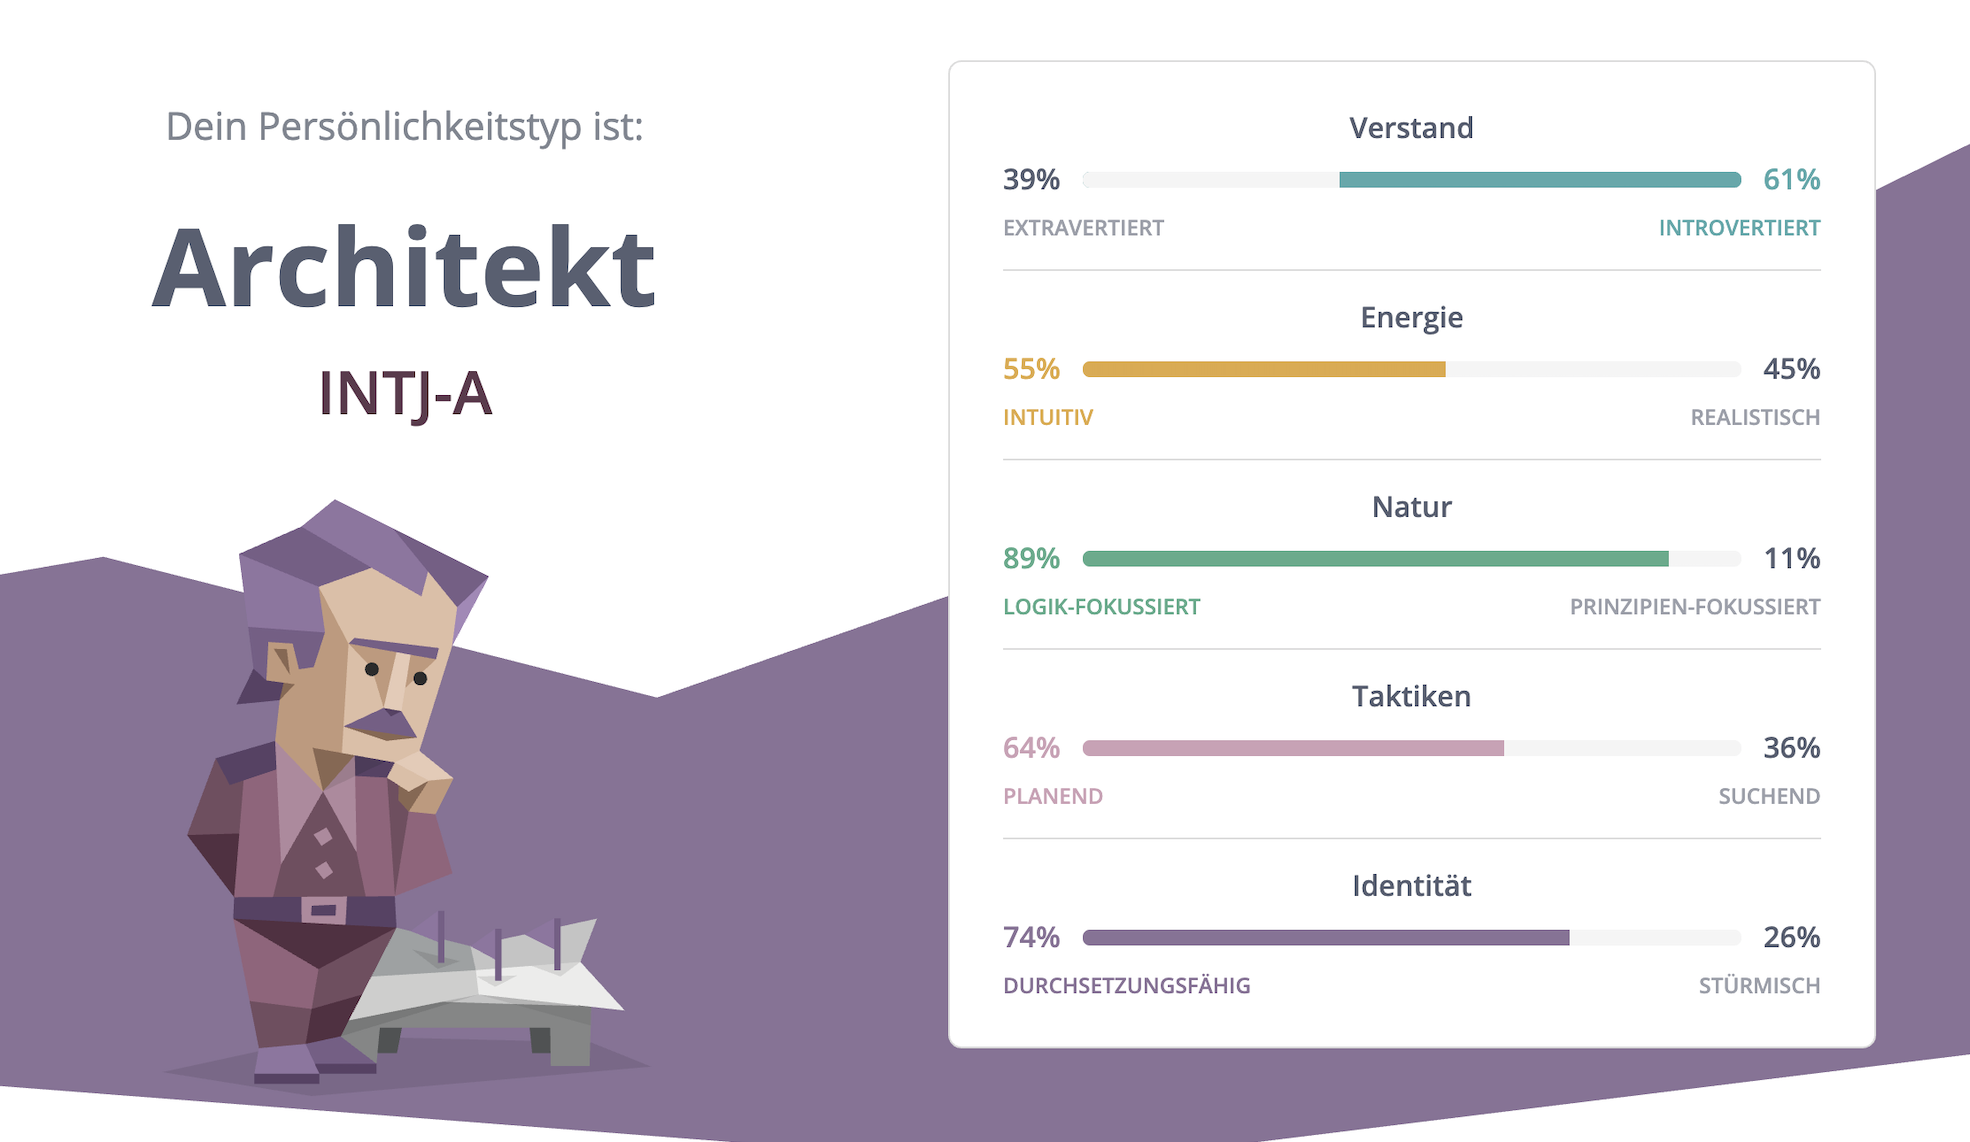 Dein Persönlichkeitstyp ist:
Architekt
INTJ-A
Verstand
39% 61%
EXTRAVERTIERT INTROVERTIERT
Energie
55% 45%
INTUITIV REALISTISCH
Natur
89% 11%
LOGIK-FOKUSSIERT PRINZIPIEN-FOKUSSIERT
Taktiken
64% 36%
PLANEND SUCHEND
Identität
74% 26%
DURCHSETZUNGSFÄHIG STÜRMISCH